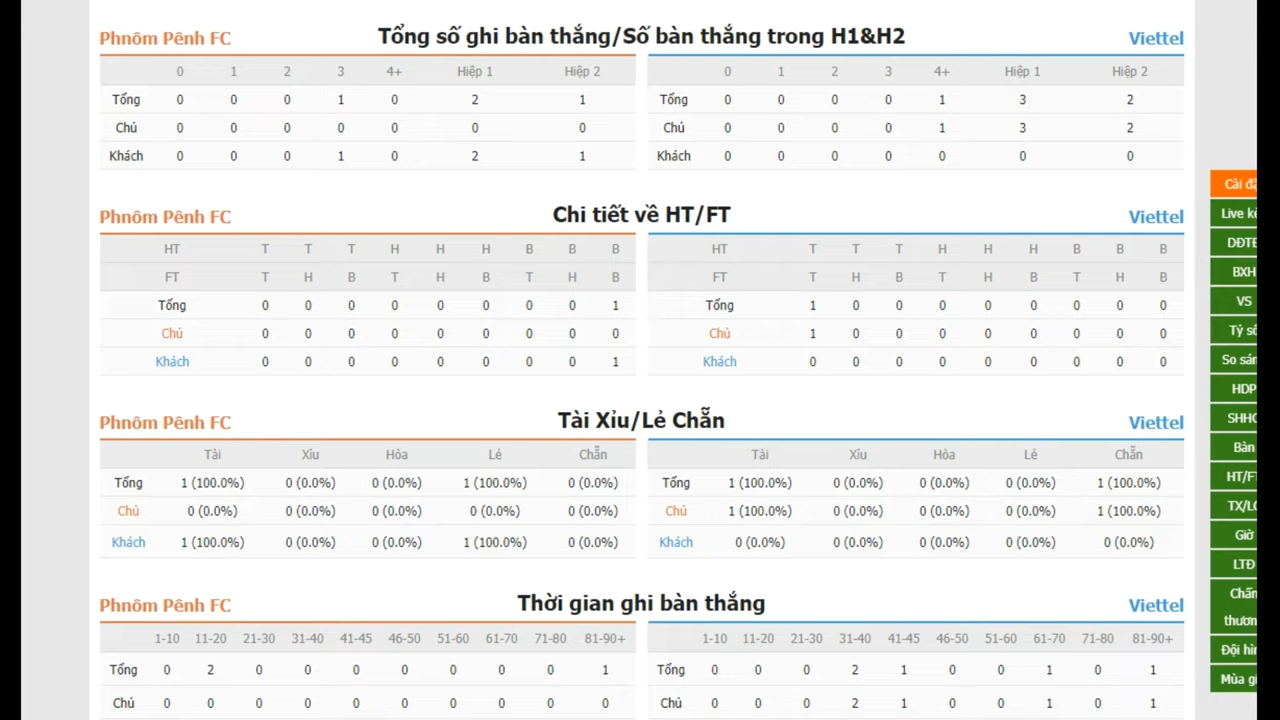 Phnôm Pênh FC Tổng số ghi bàn thắng/Số bàn thắng trong H1&H2 Viettel
0 1 2 3 4+ Hiệp 1 Hiệp 2 0 1 2 3 4+ Hiệp 1 Hiệp 2
Tổng 0 0 0 1 0 2 1 Tổng 0 0 0 0 1 3 2
Chủ 0 0 0 0 0 0 0 Chủ 0 0 0 0 1 3 2
Khách 0 0 0 1 0 2 1 Khách 0 0 0 0 0 0 0
Phnôm Pênh FC Chi tiết về HT/FT Viettel
HT T T T H H H B B B HT T T T H H H B B B
FT T H B T H B T H B FT T H B T H B T H B
Tổng 0 0 0 0 0 0 0 0 1 Tổng 1 0 0 0 0 0 0 0 0
Chủ 0 0 0 0 0 0 0 0 0 Chủ 1 0 0 0 0 0 0 0 0
Khách 0 0 0 0 0 0 0 0 1 Khách 0 0 0 0 0 0 0 0 0
Phnôm Pênh FC Tài Xỉu/Lẻ Chẵn Viettel
Tài Xỉu Hòa Lẻ Chẵn Tài Xỉu Hòa Lẻ Chẵn
Tổng 1 (100.0%) 0 (0.0%) 0 (0.0%) 1 (100.0%) 0 (0.0%) Tổng 1 (100.0%) 0 (0.0%) 0 (0.0%) 0 (0.0%) 1 (100.0%)
Chủ 0 (0.0%) 0 (0.0%) 0 (0.0%) 0 (0.0%) 0 (0.0%) Chủ 1 (100.0%) 0 (0.0%) 0 (0.0%) 0 (0.0%) 1 (100.0%)
Khách 1 (100.0%) 0 (0.0%) 0 (0.0%) 1 (100.0%) 0 (0.0%) Khách 0 (0.0%) 0 (0.0%) 0 (0.0%) 0 (0.0%) 0 (0.0%)
Phnôm Pênh FC Thời gian ghi bàn thắng Viettel
1-10 11-20 21-30 31-40 41-45 46-50 51-60 61-70 71-80 81-90+ 1-10 11-20 21-30 31-40 41-45 46-50 51-60 61-70 71-80 81-90+
Tổng 0 2 0 0 0 0 0 0 0 1 Tổng 0 0 0 2 1 0 0 1 0 1
Chủ 0 0 0 0 0 0 0 0 0 0 Chủ 0 0 0 2 1 0 0 1 0 1
Cài
Live
BXH
VS
Tỷ
So
HDP
Bàn
Giờ
LTĐ
Đội
Mùa